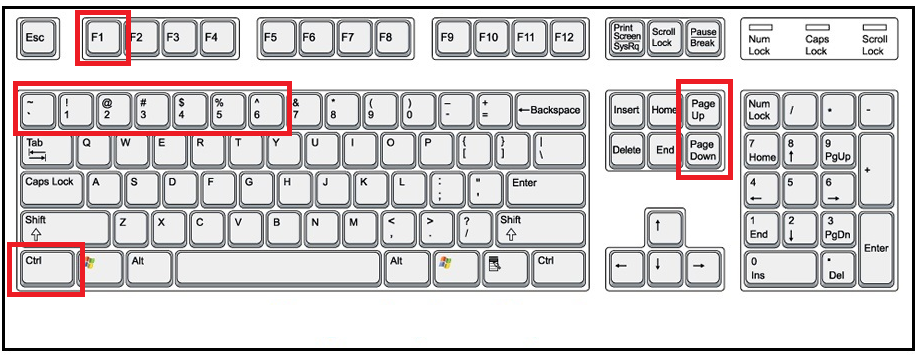 Esc F1 F2 F3 F4 F5 F6 F7 F8 F9 F10 F11 F12 Print Screen SysRq Scroll Lock Pause Break Num Lock Caps Lock Scroll Lock
~ ` ! 1 @ 2 # 3 $ 4 % 5 ^ 6 & 7 * 8 ( 9 ) 0 – - + = ←Backspace Insert Home Page Up Num Lock / * -
Tab Q W E R T Y U I O P { [ } ] | \ Delete End Page Down 7 Home 8 ↑ 9 PgUp +
Caps Lock A S D F G H J K L : ; " ' Enter 4 ← 5 6 →
Shift ⇧ Z X C V B N M < , > . ? / Shift ⇧ ↑ 1 End 2 ↓ 3 PgDn Enter
Ctrl Alt Alt Ctrl ← ↓ → 0 Ins • Del